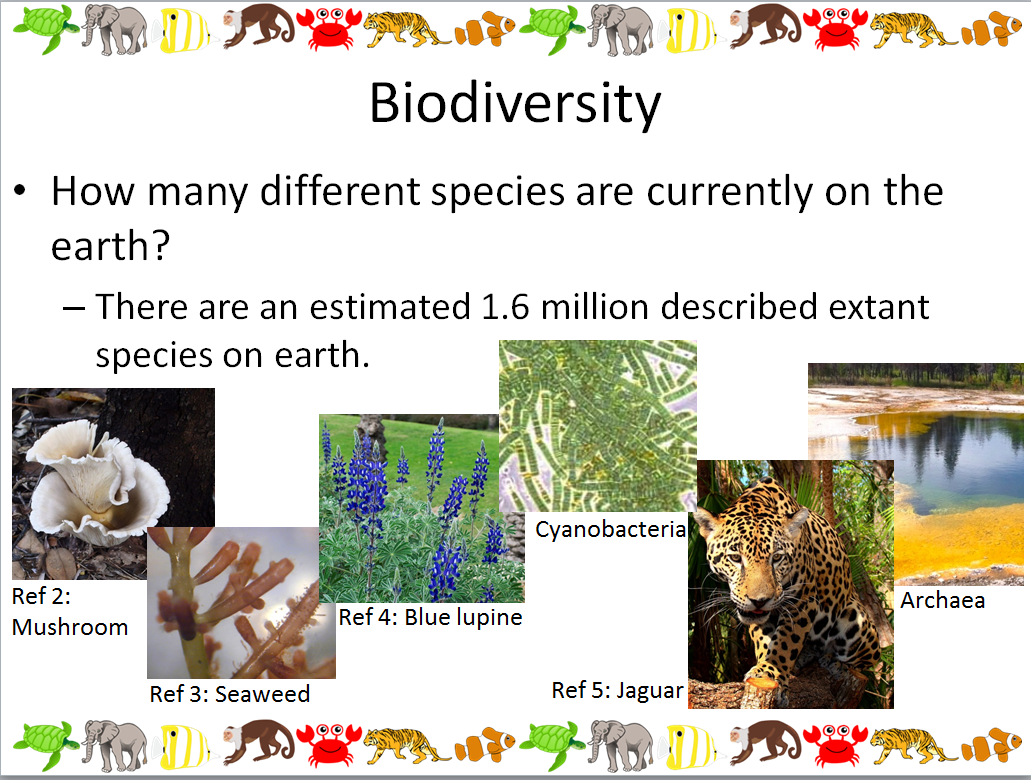 Biodiversity
• How many different species are currently on the
earth?
– There are an estimated 1.6 million described extant
species on earth.
Cyanobacteria
Archaea
Ref 2:
Mushroom
Ref 4: Blue lupine
Ref 3: Seaweed
Ref 5: Jaguar